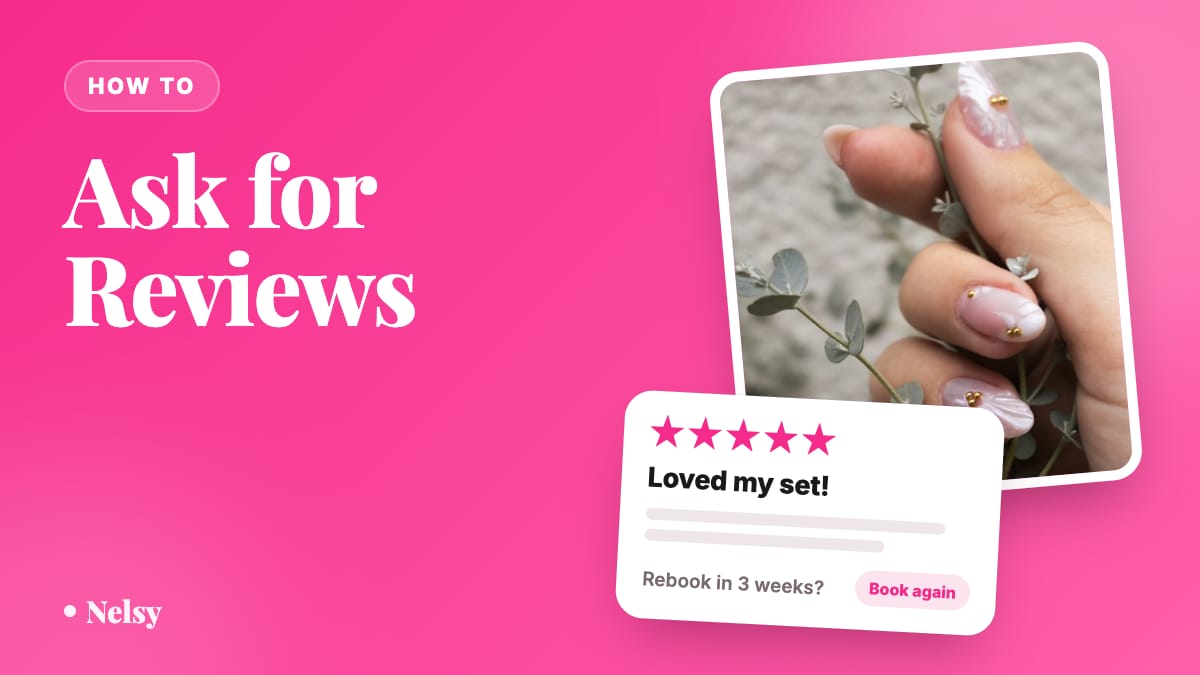 HOW TO
Ask for
Reviews
Loved my set!
Rebook in 3 weeks?
Book again
Nelsy